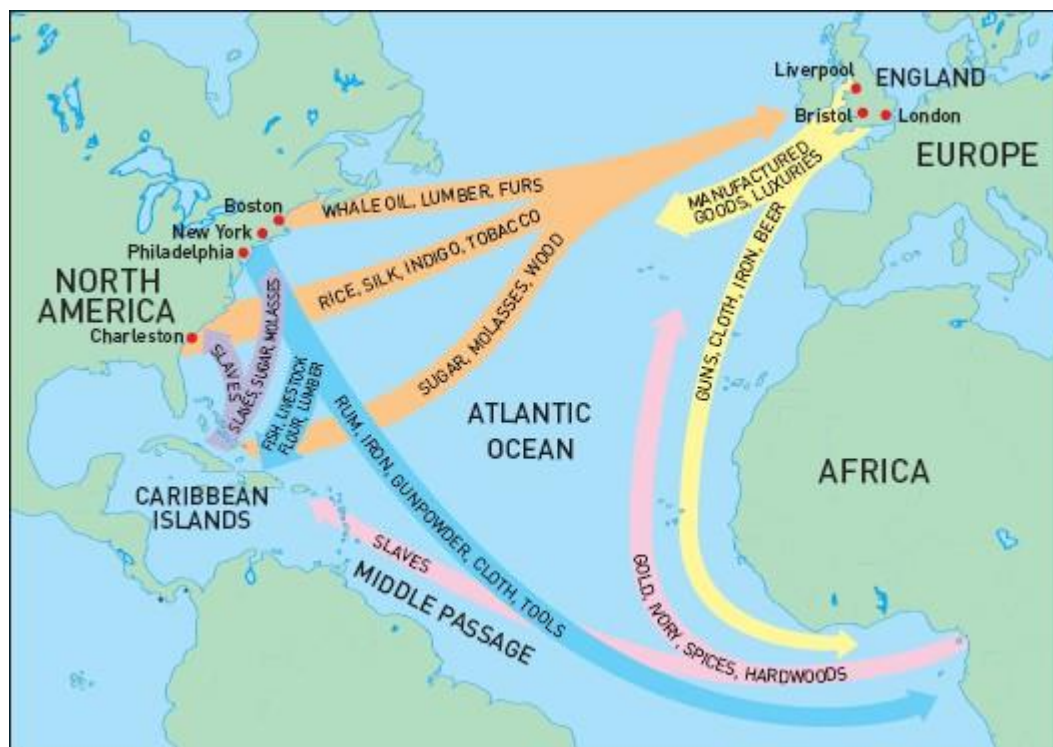 Liverpool
ENGLAND
Bristol
London
EUROPE
MANUFACTURED
GOODS, LUXURIES
WHALE OIL, LUMBER, FURS
Boston
New York
Philadelphia
RICE, SILK, INDIGO, TOBACCO
SUGAR, MOLASSES, WOOD
GUNS, CLOTH, IRON, BEER
NORTH
AMERICA
Charleston
SLAVES
SLAVES, SUGAR, MOLASSES
FISH, LIVESTOCK
FLOUR, LUMBER
RUM, IRON, GUNPOWDER, CLOTH, TOOLS
ATLANTIC
OCEAN
AFRICA
CARIBBEAN
ISLANDS
SLAVES
MIDDLE PASSAGE
GOLD, IVORY, SPICES, HARDWOODS